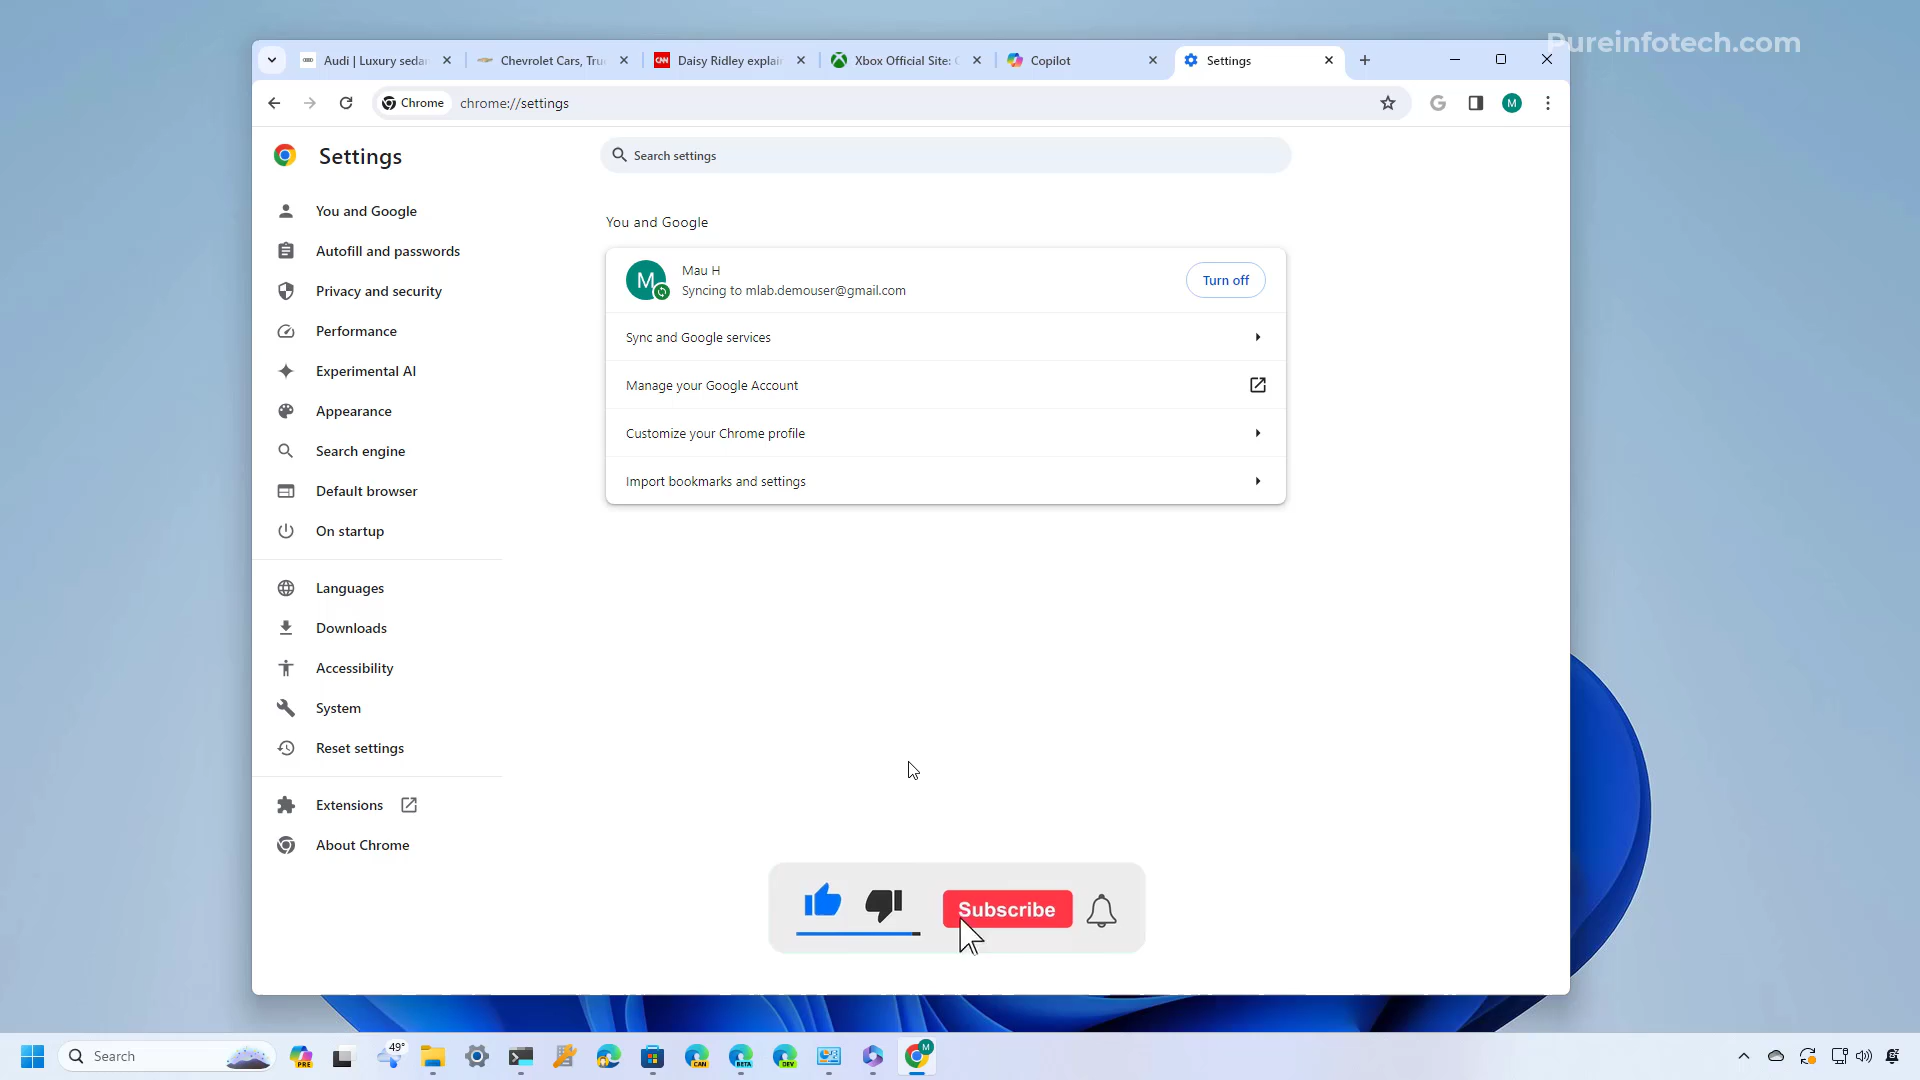 Pureinfotech.com
Audi | Luxury seda
Chevrolet Cars, Tru
Daisy Ridley explai
Xbox Official Site:
Copilot
Settings
Chrome
chrome://settings
G
M
Settings
Search settings
You and Google
Autofill and passwords
Privacy and security
Performance
Experimental AI
Appearance
Search engine
Default browser
On startup
Languages
Downloads
Accessibility
System
Reset settings
Extensions
About Chrome
You and Google
M
Mau H
Syncing to mlab.demouser@gmail.com
Turn off
Sync and Google services
Manage your Google Account
Customize your Chrome profile
Import bookmarks and settings
Subscribe
Search
PRE
49°
CAN
BETA
DEV
M